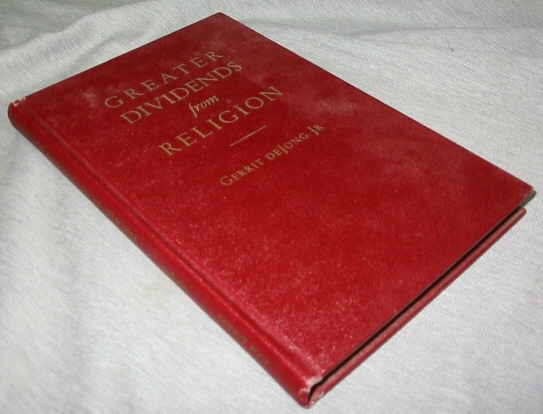 GREATER
DIVIDENDS
from
RELIGION
GERRIT DEJONG, JR